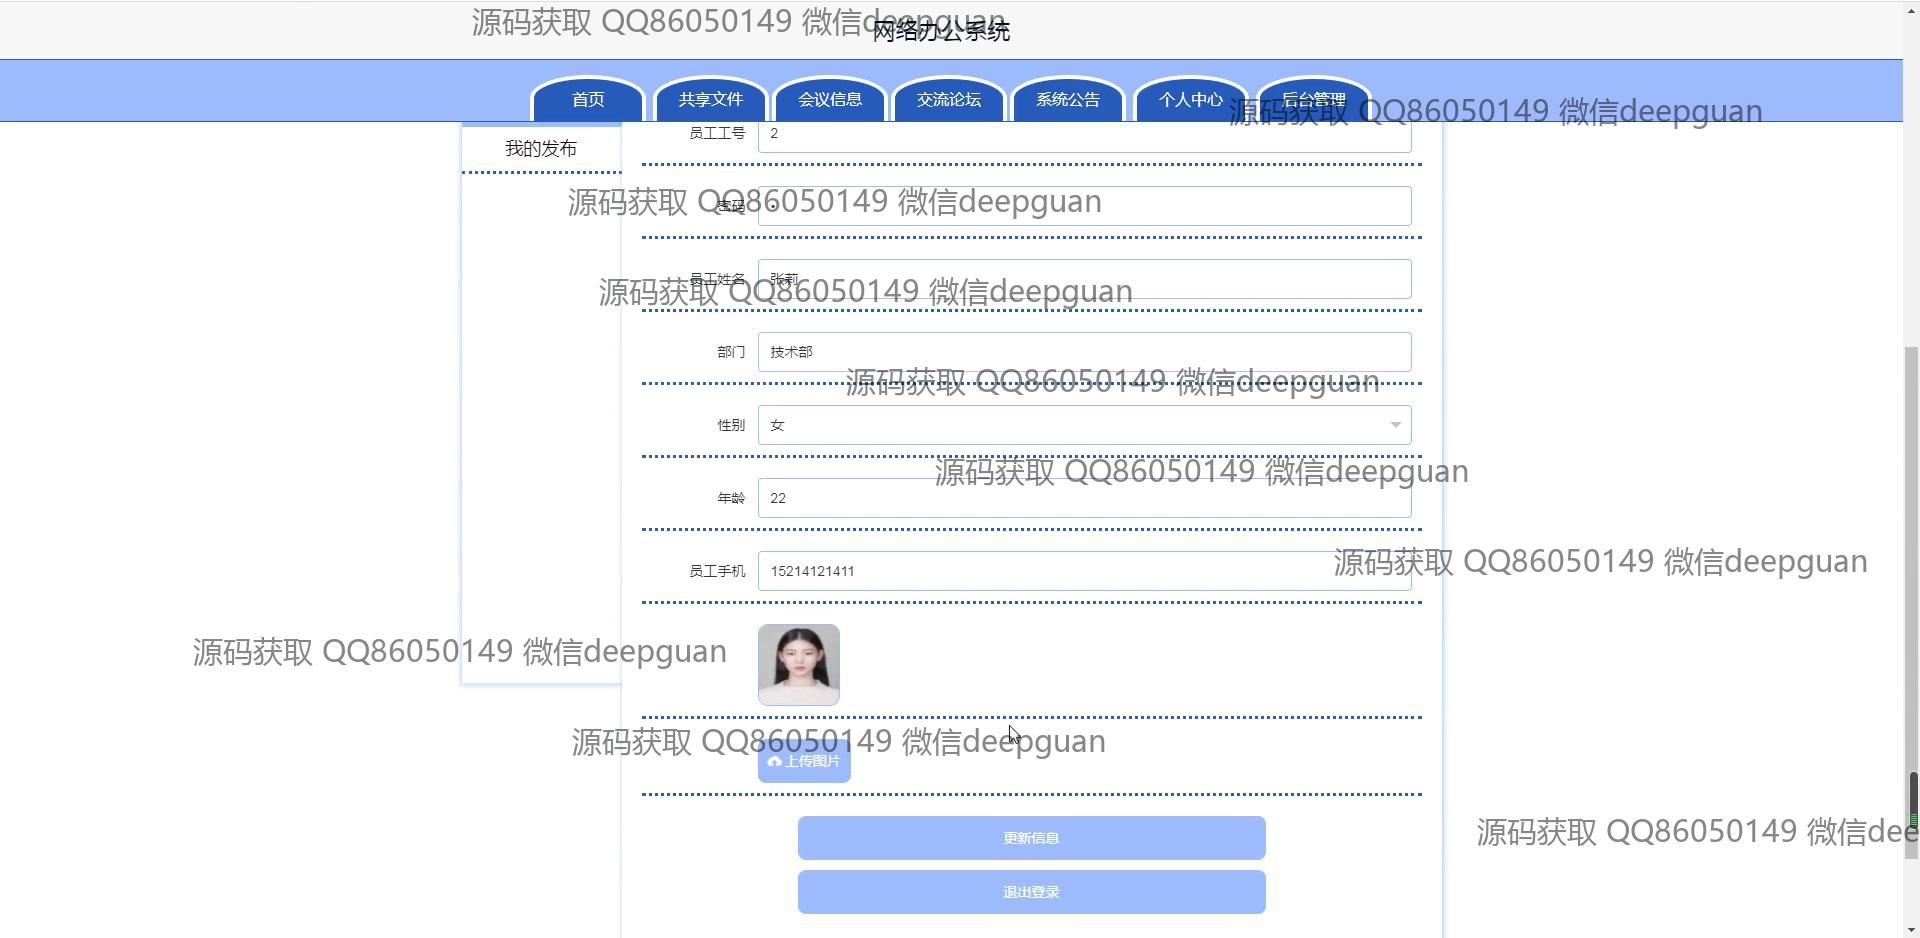 源码获取 QQ86050149 微信deepguan
网络办公系统
首页
共享文件
会议信息
交流论坛
系统公告
个人中心
后台管理
源码获取 QQ86050149 微信deepguan
员工工号
2
我的发布
源码获取 QQ86050149 微信deepguan
密码
员工姓名
张莉
源码获取 QQ86050149 微信deepguan
部门
技术部
源码获取 QQ86050149 微信deepguan
性别
女
源码获取 QQ86050149 微信deepguan
年龄
22
源码获取 QQ86050149 微信deepguan
员工手机
15214121411
源码获取 QQ86050149 微信deepguan
源码获取 QQ86050149 微信deepguan
上传图片
源码获取 QQ86050149 微信dee
更新信息
退出登录